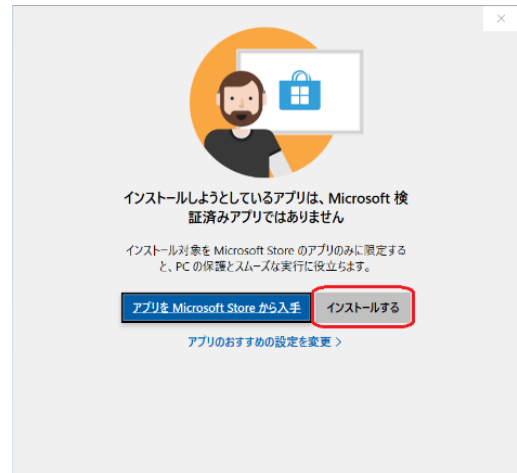 インストールしようとしているアプリは、Microsoft 検
証済みアプリではありません
インストール対象を Microsoft Store のアプリのみに限定する
と、PC の保護とスムーズな実行に役立ちます。
アプリを Microsoft Store から入手 インストールする
アプリのおすすめの設定を変更 >